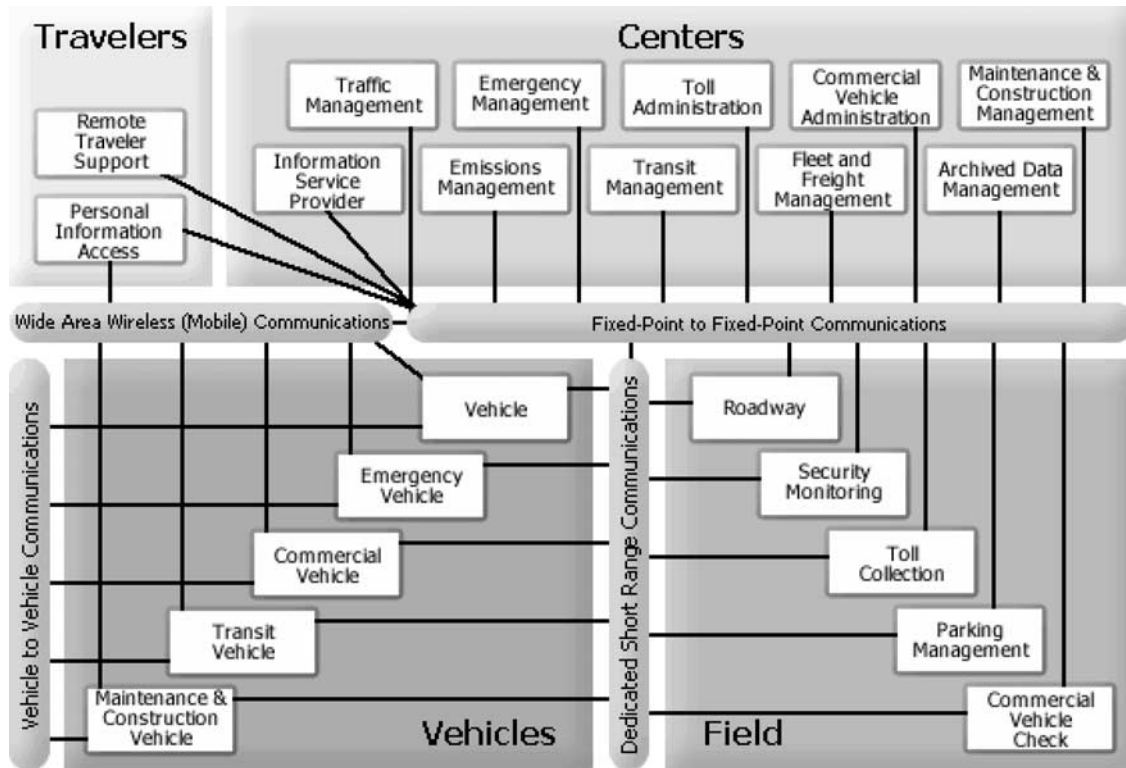 Travelers
Centers
Traffic
Management
Emergency
Management
Toll
Administration
Commercial
Vehicle
Administration
Maintenance &
Construction
Management
Remote
Traveler
Support
Information
Service
Provider
Emissions
Management
Transit
Management
Fleet and
Freight
Management
Archived Data
Management
Personal
Information
Access
Wide Area Wireless (Mobile) Communications
Fixed-Point to Fixed-Point Communications
Vehicle to Vehicle Communications
Vehicle
Emergency
Vehicle
Commercial
Vehicle
Transit
Vehicle
Maintenance &
Construction
Vehicle
Vehicles
Dedicated Short Range Communications
Roadway
Security
Monitoring
Toll
Collection
Parking
Management
Commercial
Vehicle
Check
Field